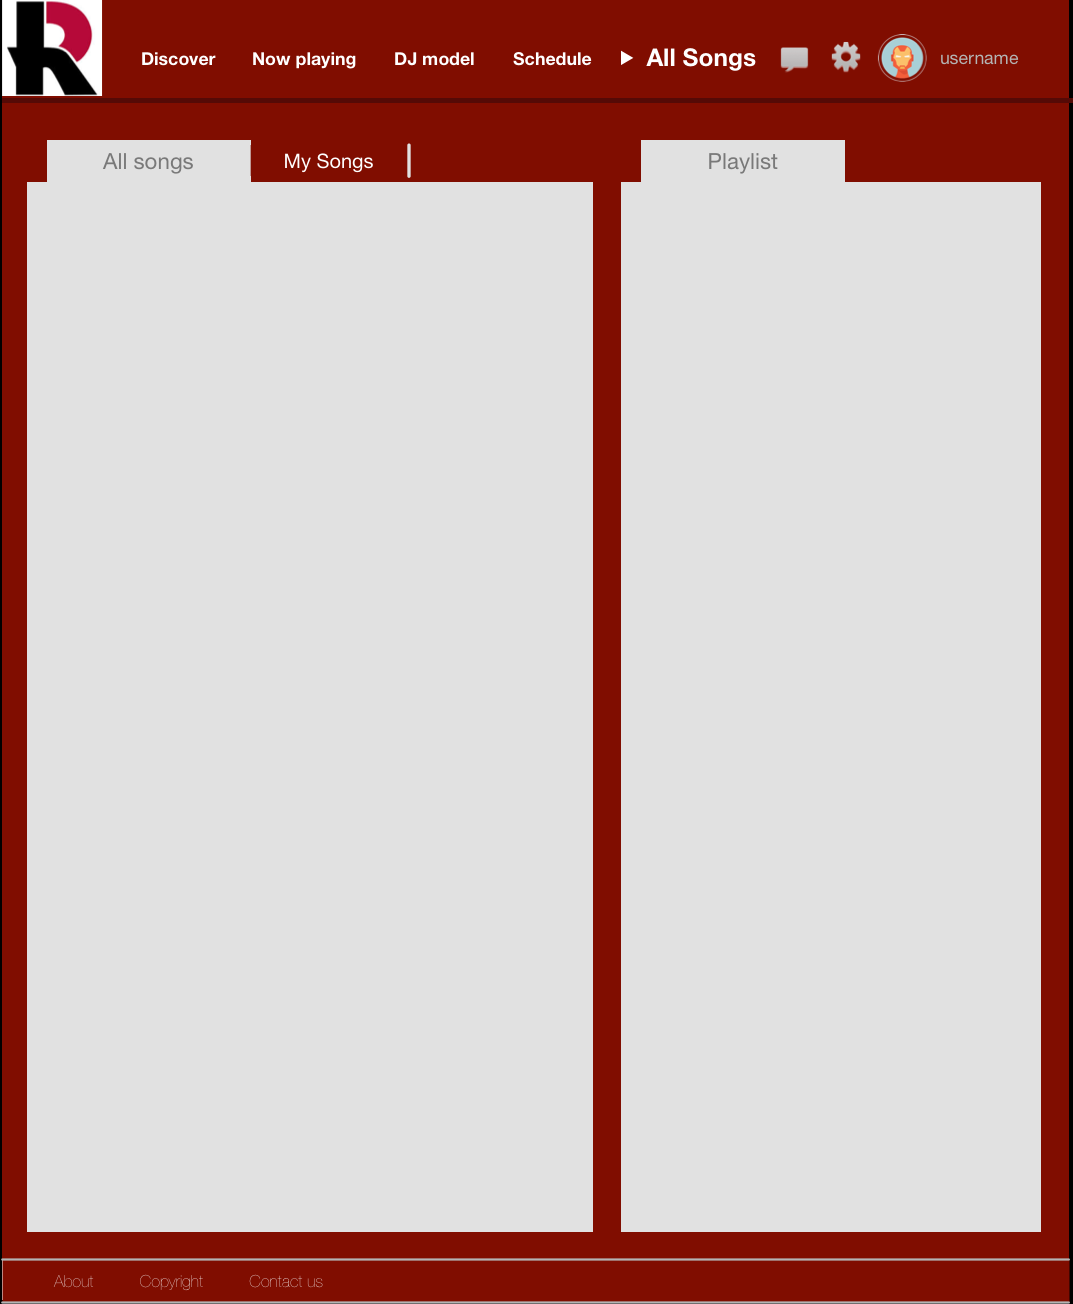 Discover Now playing DJ model Schedule All Songs username
All songs My Songs Playlist
About Copyright Contact us